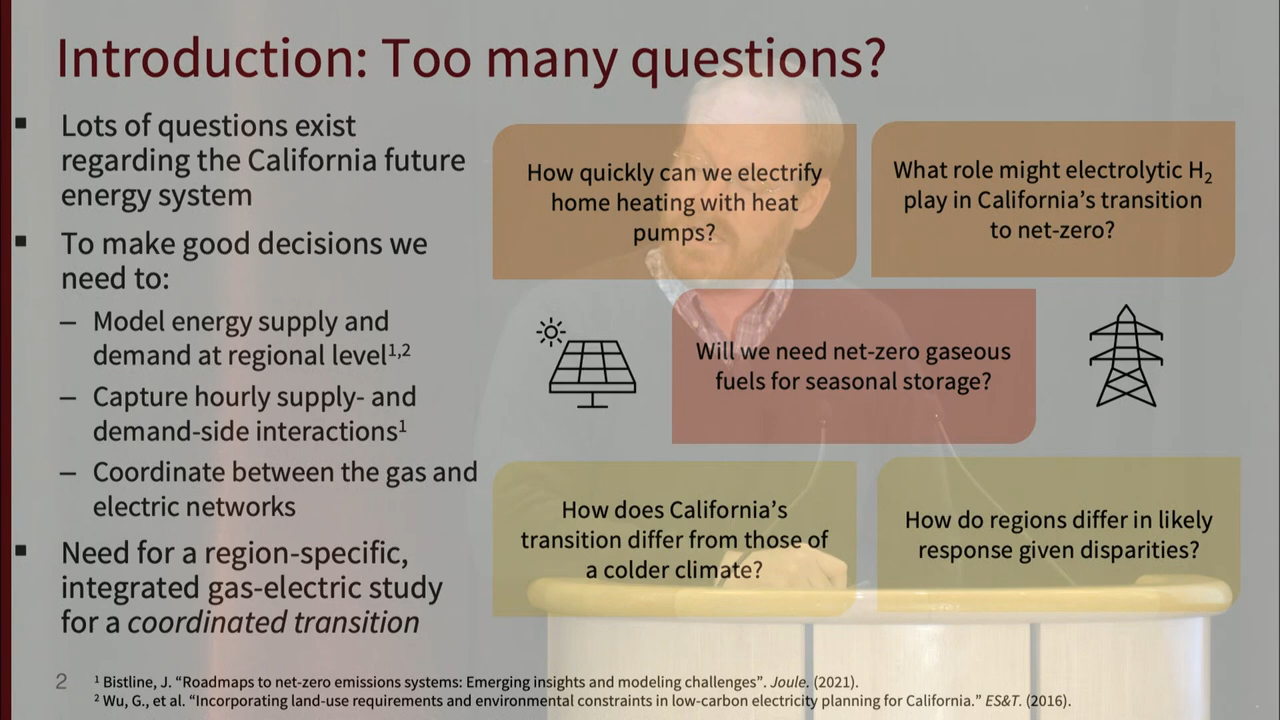 Introduction: Too many questions?
▪ Lots of questions exist
regarding the California future
energy system
▪ To make good decisions we
need to:
– Model energy supply and
demand at regional level¹,²
– Capture hourly supply- and
demand-side interactions¹
– Coordinate between the gas and
electric networks
▪ Need for a region-specific,
integrated gas-electric study
for a coordinated transition
How quickly can we electrify
home heating with heat
pumps?
What role might electrolytic H₂
play in California’s transition
to net-zero?
Will we need net-zero gaseous
fuels for seasonal storage?
How does California’s
transition differ from those of
a colder climate?
How do regions differ in likely
response given disparities?
2
¹ Bistline, J. “Roadmaps to net-zero emissions systems: Emerging insights and modeling challenges”. Joule. (2021).
² Wu, G., et al. “Incorporating land-use requirements and environmental constraints in low-carbon electricity planning for California.” ES&T. (2016).